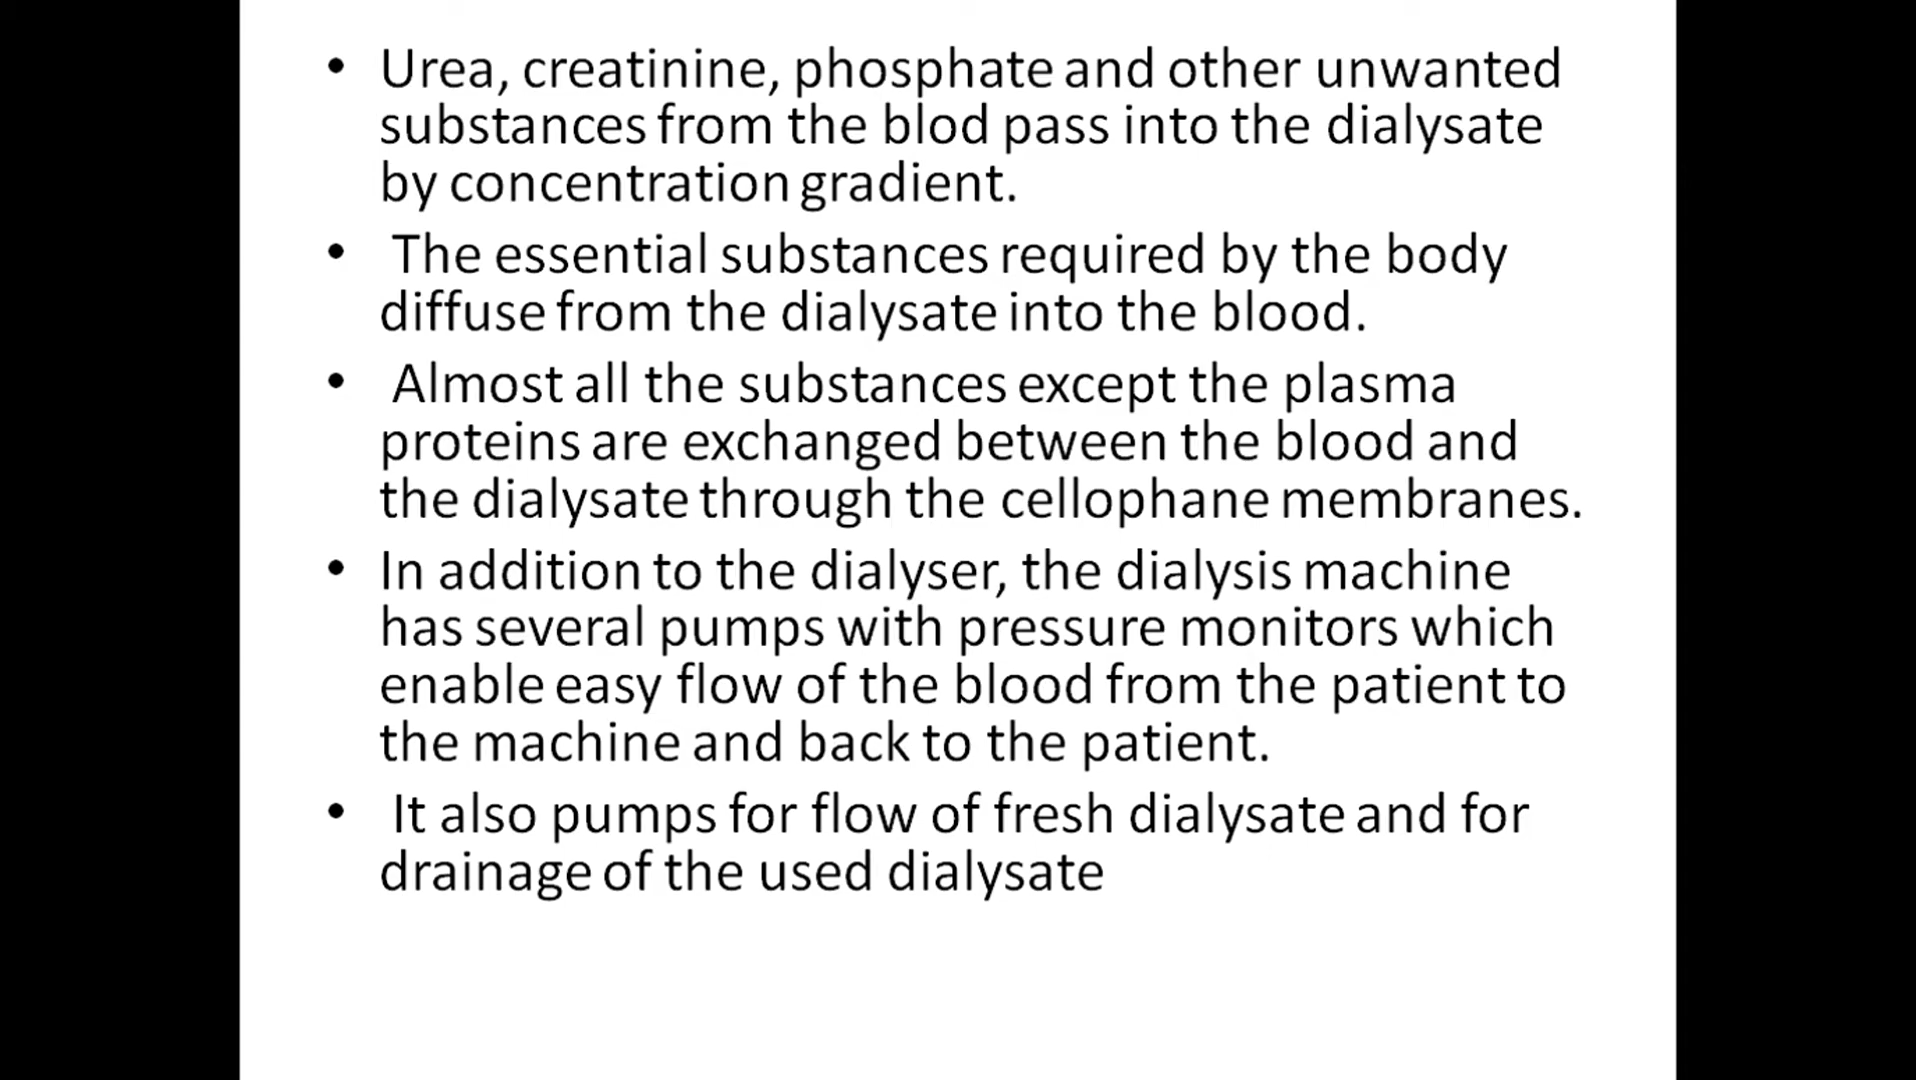 • Urea, creatinine, phosphate and other unwanted
substances from the blod pass into the dialysate
by concentration gradient.
• The essential substances required by the body
diffuse from the dialysate into the blood.
• Almost all the substances except the plasma
proteins are exchanged between the blood and
the dialysate through the cellophane membranes.
• In addition to the dialyser, the dialysis machine
has several pumps with pressure monitors which
enable easy flow of the blood from the patient to
the machine and back to the patient.
• It also pumps for flow of fresh dialysate and for
drainage of the used dialysate